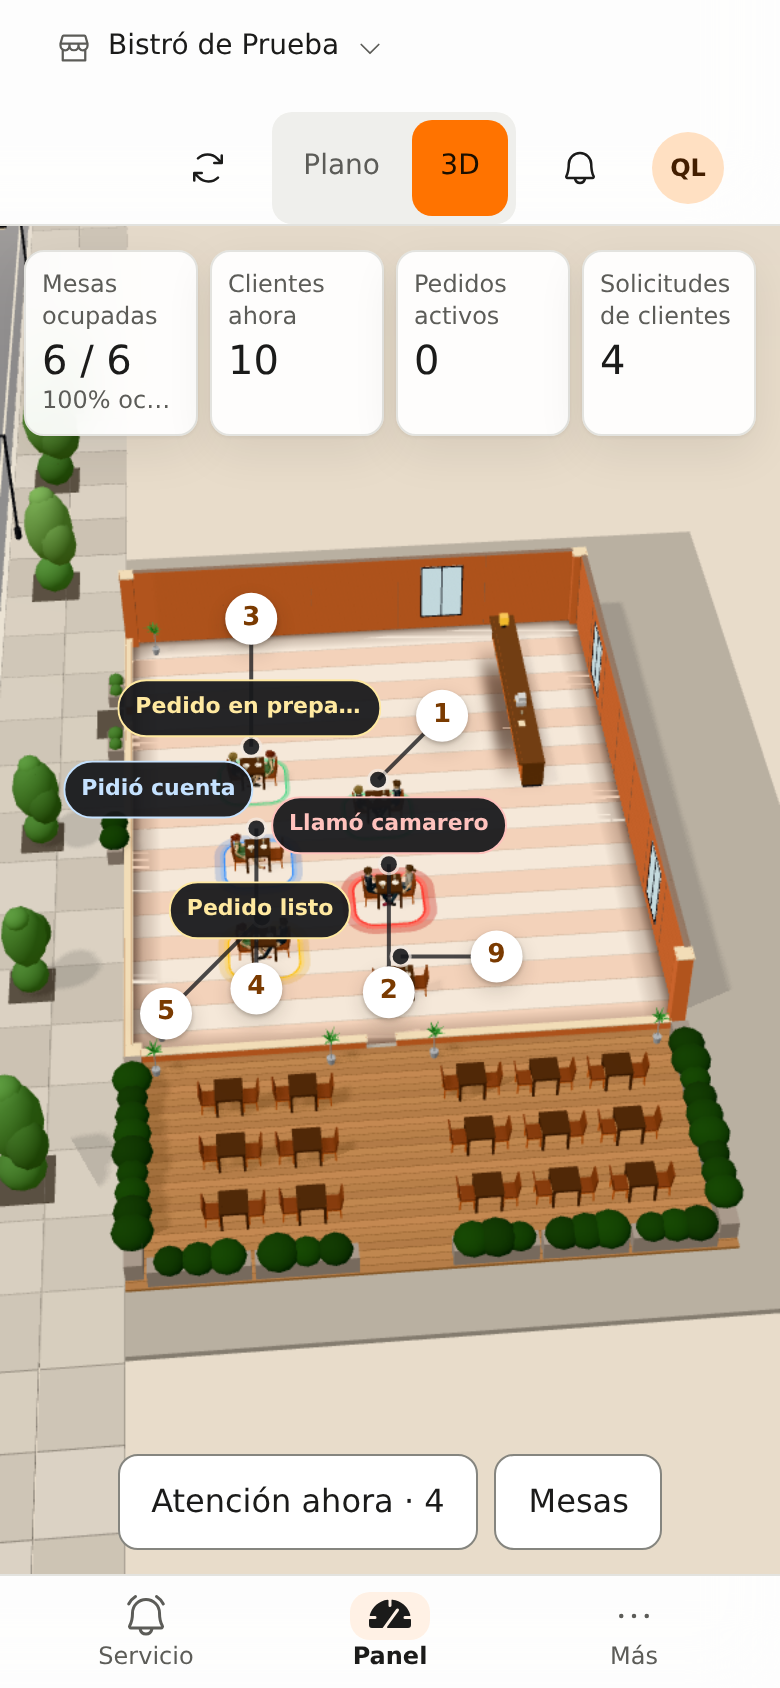 Bistró de Prueba
Plano
3D
QL
Mesas
ocupadas
6 / 6
100% oc…
Clientes
ahora
10
Pedidos
activos
0
Solicitudes
de clientes
4
3
Pedido en prepa…
1
Pidió cuenta
Llamó camarero
Pedido listo
9
4
2
5
Atención ahora · 4
Mesas
Servicio
Panel
Más